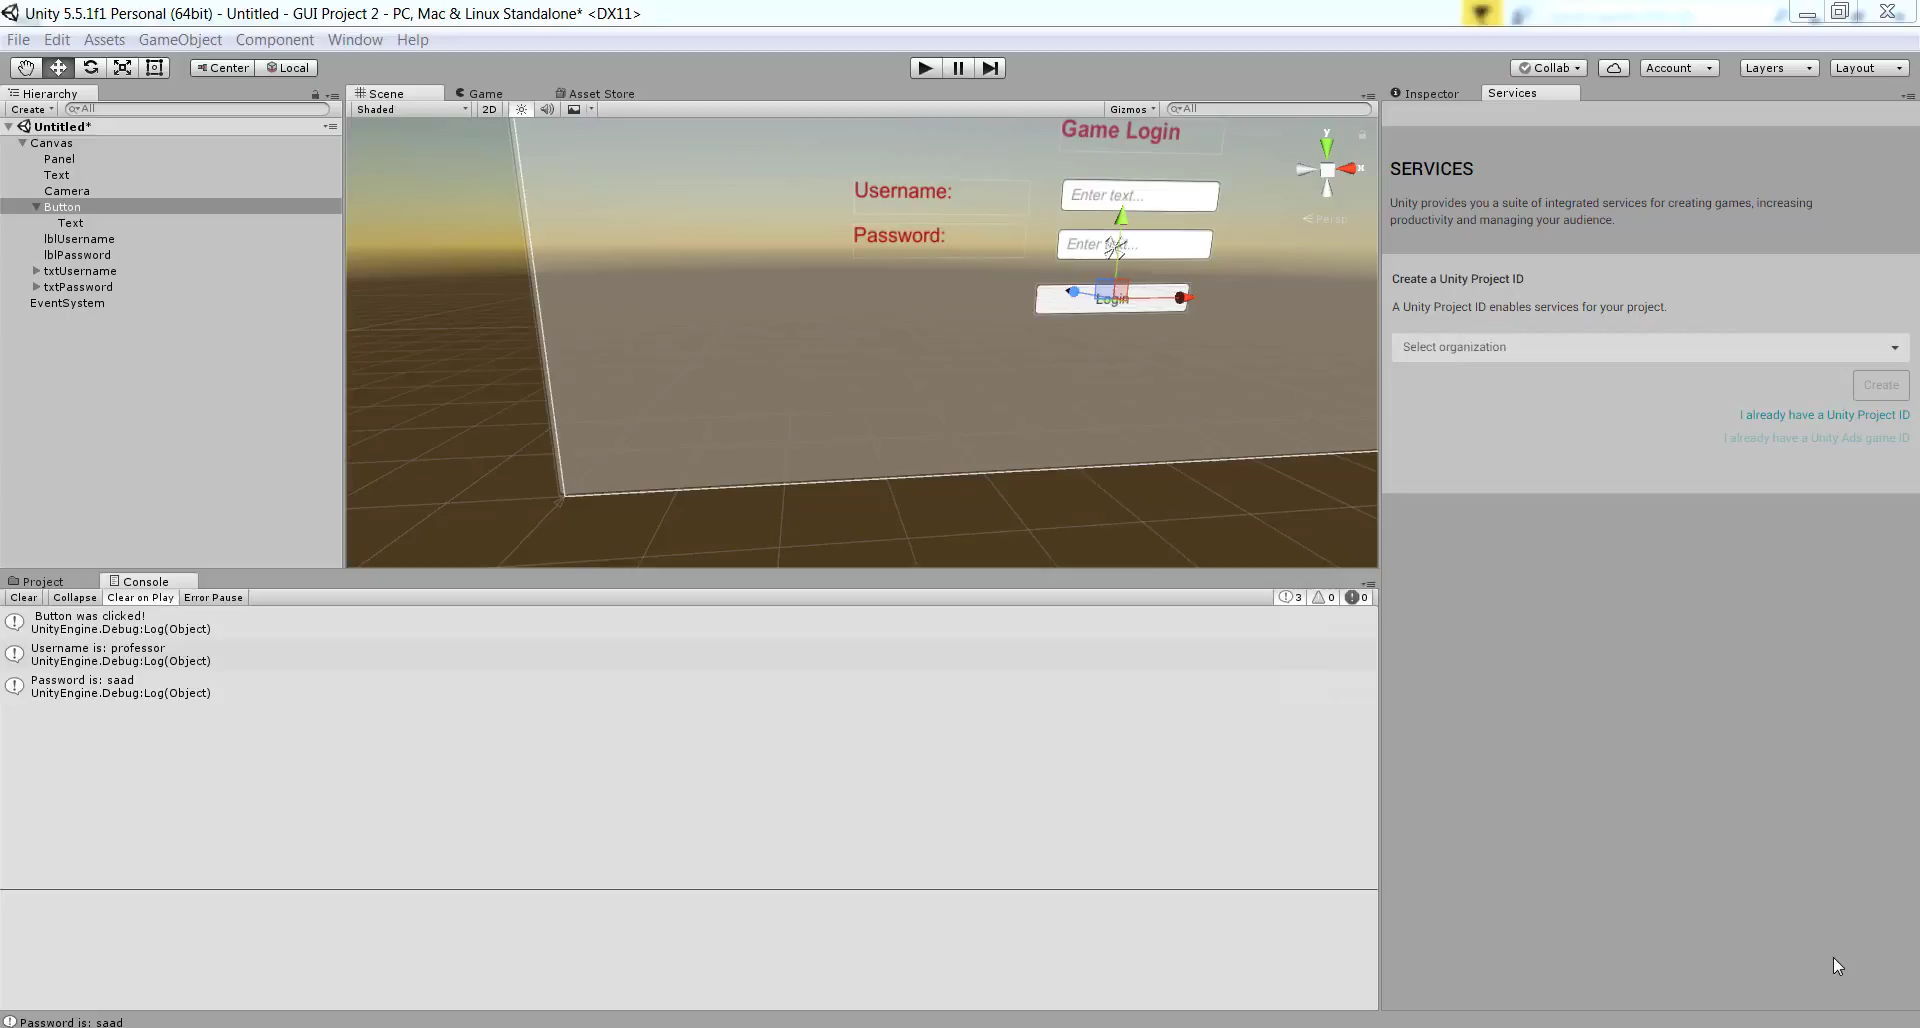 Unity 5.5.1f1 Personal (64bit) - Untitled - GUI Project 2 - PC, Mac & Linux Standalone* <DX11>
File Edit Assets GameObject Component Window Help
Center Local Collab Account Layers Layout
Hierarchy Scene Game Asset Store Inspector Services
Create All Shaded 2D Gizmos All
Untitled*
Canvas
Panel
Text
Camera
Button
Text
lblUsername
lblPassword
txtUsername
txtPassword
EventSystem
Game Login
Username: Enter text...
Password:
Login
y
x
Persp
SERVICES
Unity provides you a suite of integrated services for creating games, increasing
productivity and managing your audience.
Create a Unity Project ID
A Unity Project ID enables services for your project.
Select organization
Create
I already have a Unity Project ID
I already have a Unity Ads game ID
Project Console
Clear Collapse Clear on Play Error Pause 3 0 0
Button was clicked!
UnityEngine.Debug:Log(Object)
Username is: professor
UnityEngine.Debug:Log(Object)
Password is: saad
UnityEngine.Debug:Log(Object)
Password is: saad